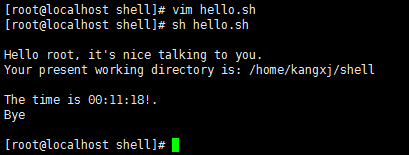 [root@localhost shell]# vim hello.sh
[root@localhost shell]# sh hello.sh
Hello root, it's nice talking to you.
Your present working directory is: /home/kangxj/shell
The time is 00:11:18!.
Bye
[root@localhost shell]#